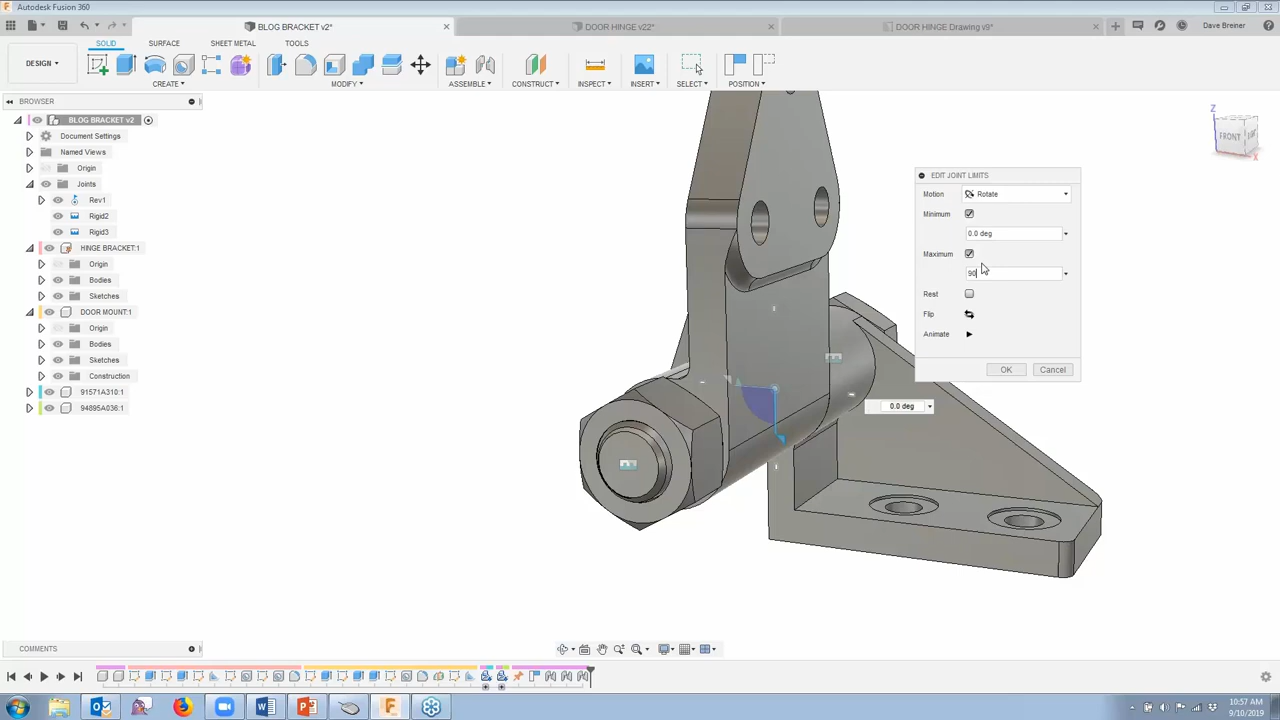 Autodesk Fusion 360
BLOG BRACKET v2*
DOOR HINGE v22*
DOOR HINGE Drawing v9*
Dave Breiner
DESIGN
SOLID
SURFACE
SHEET METAL
TOOLS
CREATE
MODIFY
ASSEMBLE
CONSTRUCT
INSPECT
INSERT
SELECT
POSITION
BROWSER
BLOG BRACKET v2
Document Settings
Named Views
Origin
Joints
Rev1
Rigid2
Rigid3
HINGE BRACKET:1
Origin
Bodies
Sketches
DOOR MOUNT:1
Origin
Bodies
Sketches
Construction
91571A310:1
94895A036:1
Z
FRONT
X
EDIT JOINT LIMITS
Motion Rotate
Minimum
0.0 deg
Maximum
90
Rest
Flip
Animate
OK Cancel
0.0 deg
COMMENTS
10:57 AM
9/10/2019